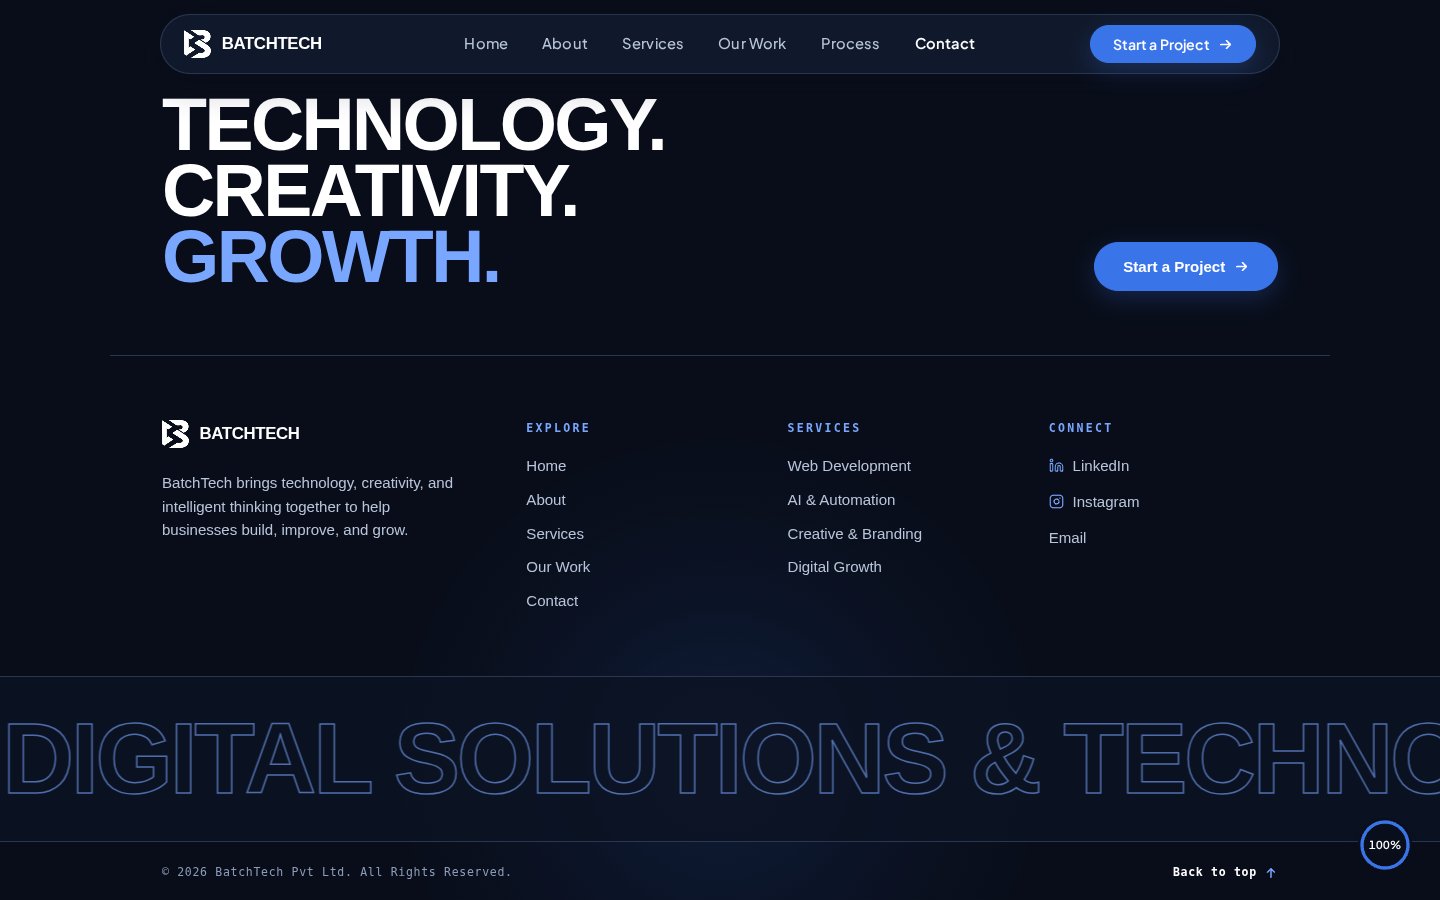 BATCHTECH
Home About Services Our Work Process Contact
Start a Project
TECHNOLOGY.
CREATIVITY.
GROWTH.
Start a Project
BATCHTECH
BatchTech brings technology, creativity, and
intelligent thinking together to help
businesses build, improve, and grow.
EXPLORE
Home
About
Services
Our Work
Contact
SERVICES
Web Development
AI & Automation
Creative & Branding
Digital Growth
CONNECT
LinkedIn
Instagram
Email
DIGITAL SOLUTIONS & TECHNO
© 2026 BatchTech Pvt Ltd. All Rights Reserved.
Back to top
100%